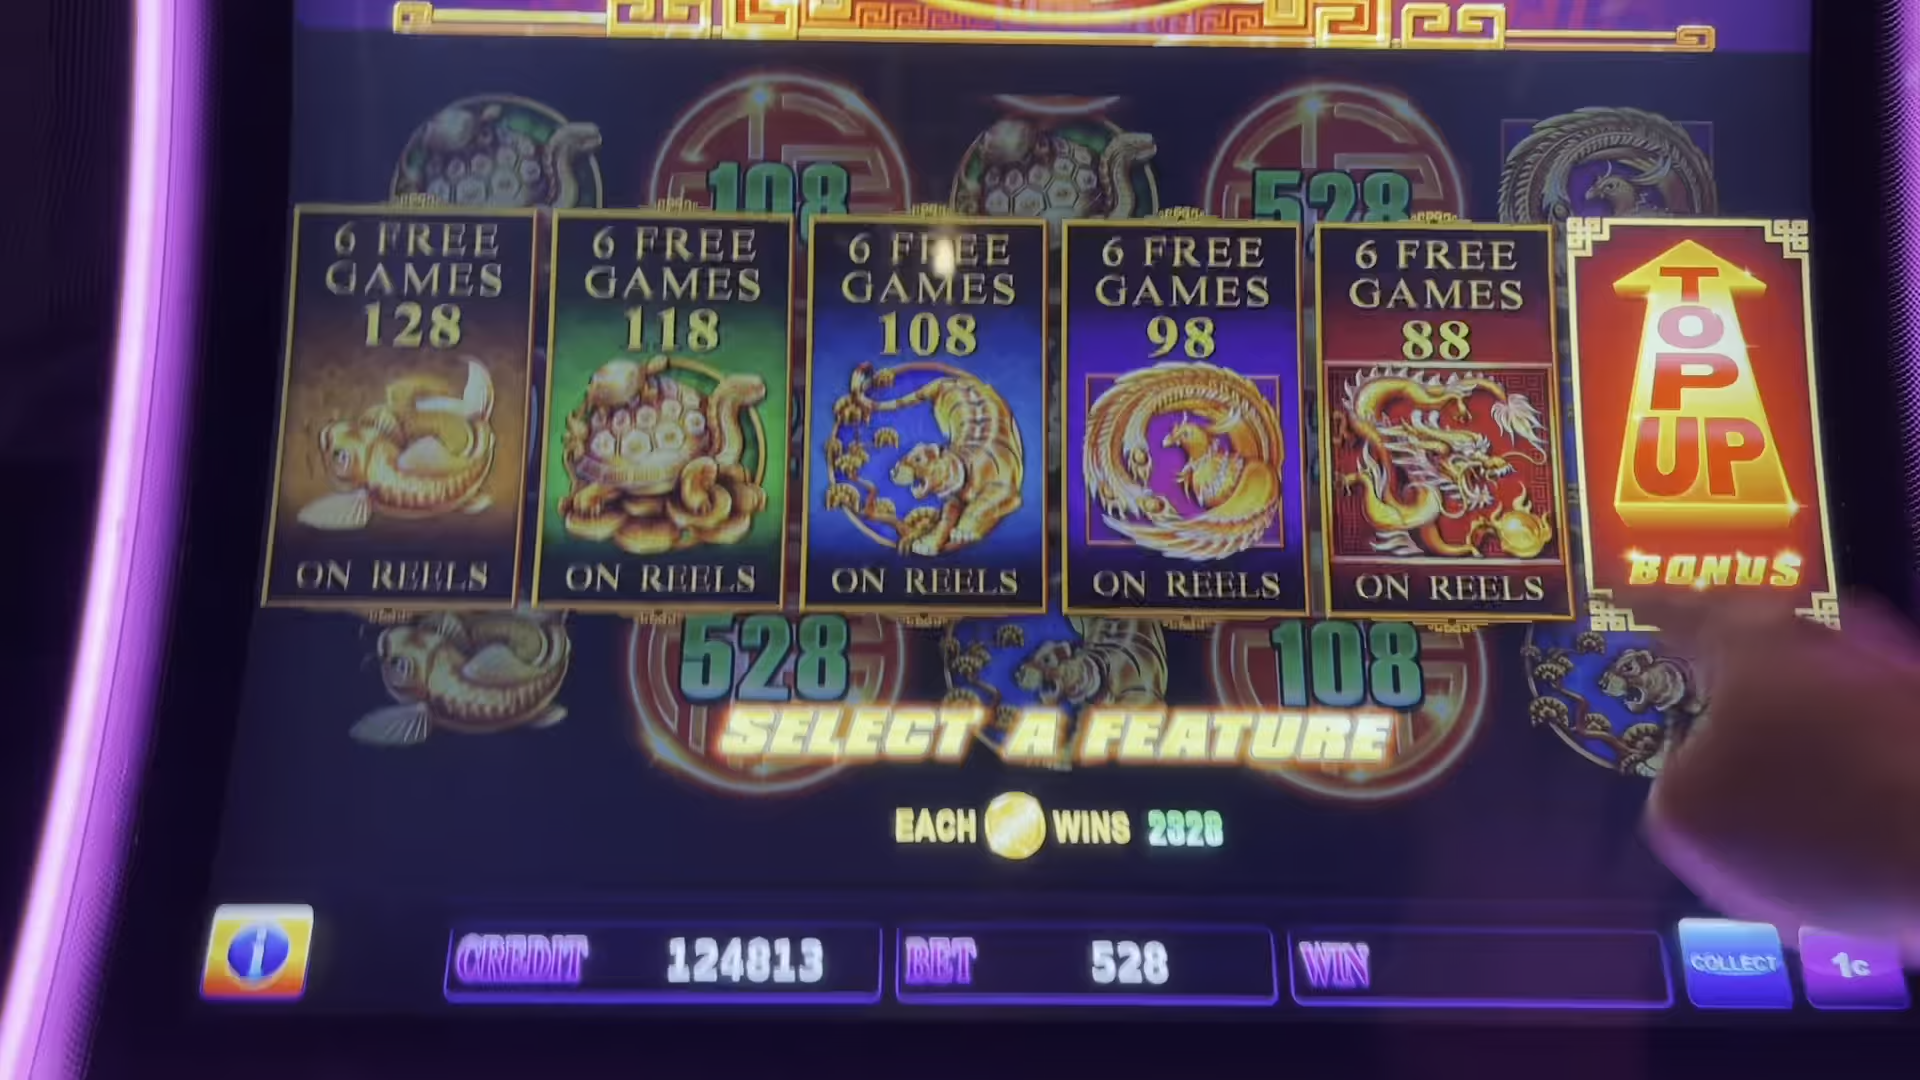 108
528
6 FREE
GAMES
128
ON REELS
6 FREE
GAMES
118
ON REELS
6 FREE
GAMES
108
ON REELS
6 FREE
GAMES
98
ON REELS
6 FREE
GAMES
88
ON REELS
TOP
UP
BONUS
528
108
SELECT A FEATURE
EACH WINS
CREDIT 124813
BET 528
WIN
COLLECT
1¢